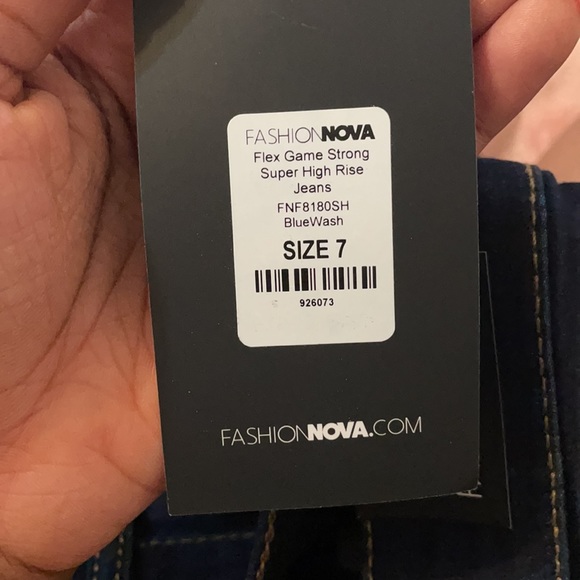 FASHIONNOVA
Flex Game Strong
Super High Rise
Jeans
FNF8180SH
BlueWash
SIZE 7
926073
FASHIONNOVA.COM